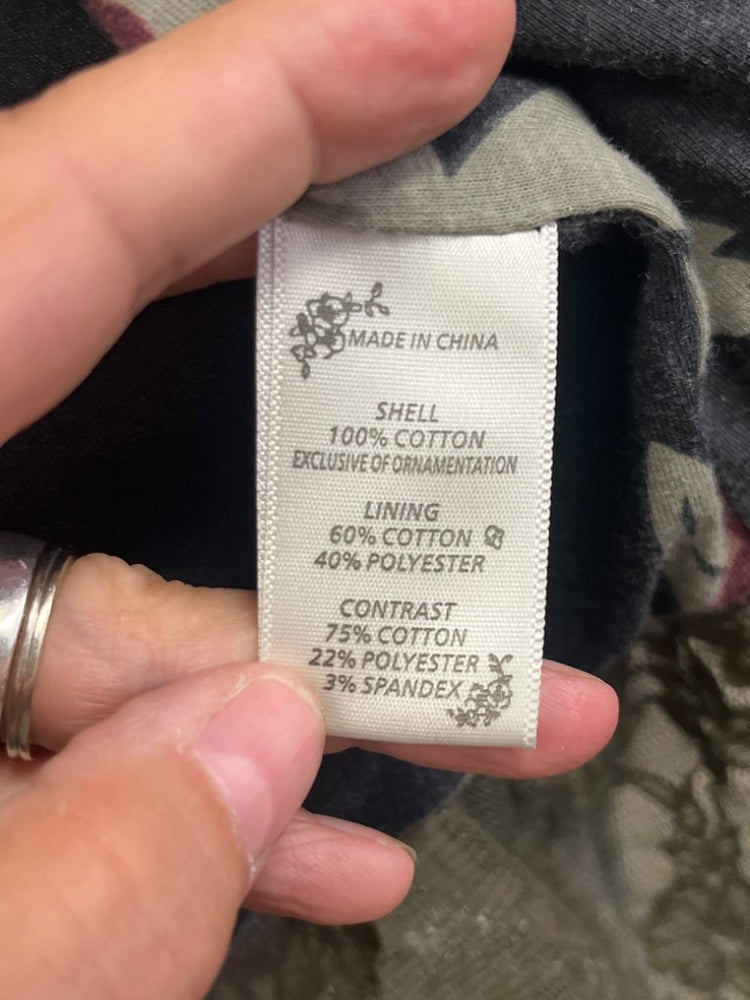 MADE IN CHINA
SHELL
100% COTTON
EXCLUSIVE OF ORNAMENTATION
LINING
60% COTTON
40% POLYESTER
CONTRAST
75% COTTON
22% POLYESTER
3% SPANDEX